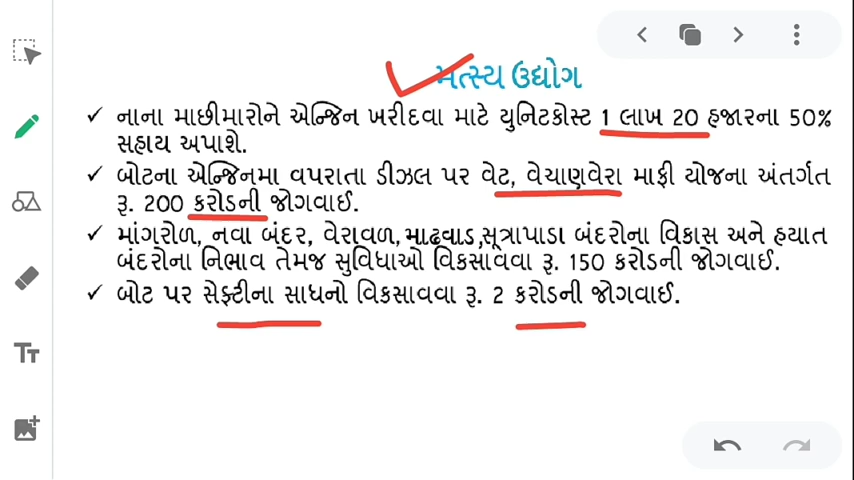 મત્સ્ય ઉદ્યોગ
✓ નાના માછીમારોને એન્જિન ખરીદવા માટે યુનિટકોસ્ટ 1 લાખ 20 હજારના 50%
સહાય અપાશે.
✓ બોટના એન્જિનમા વપરાતા ડીઝલ પર વેટ, વેચાણવેરા માફી યોજના અંતર્ગત
રૂ. 200 કરોડની જોગવાઈ.
✓ માંગરોળ, નવા બંદર, વેરાવળ, માઢવાડ,સૂત્રાપાડા બંદરોના વિકાસ અને હયાત
બંદરોના નિભાવ તેમજ સુવિધાઓ વિકસાવવા રૂ. 150 કરોડની જોગવાઈ.
✓ બોટ પર સેફ્ટીના સાધનો વિકસાવવા રૂ. 2 કરોડની જોગવાઈ.
Tт